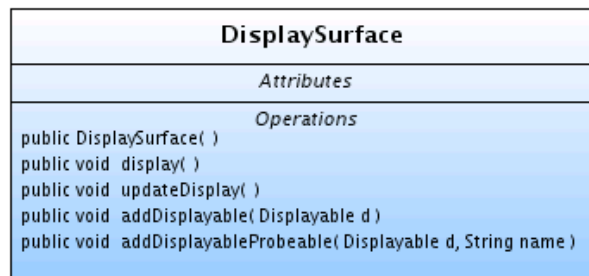 DisplaySurface
Attributes
Operations
public DisplaySurface( )
public void display( )
public void updateDisplay( )
public void addDisplayable( Displayable d )
public void addDisplayableProbeable( Displayable d, String name )